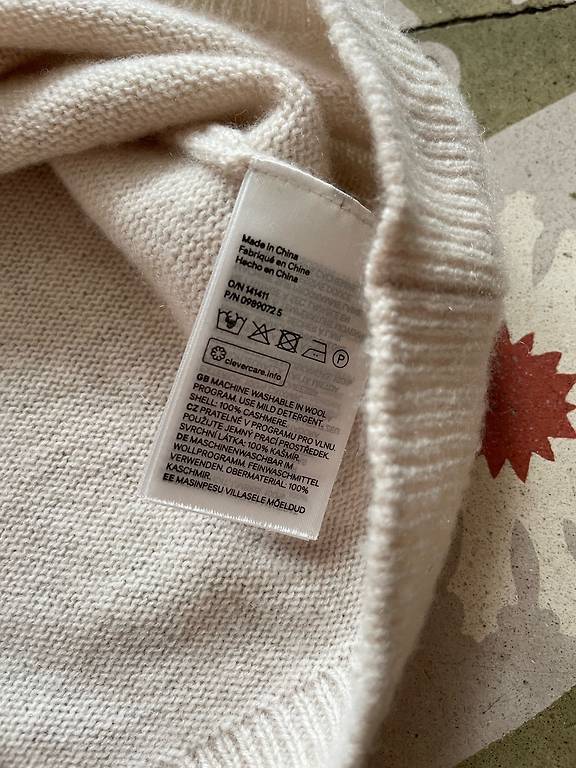 Made in China
Fabriqué en Chine
Hecho en China
O/N 141411
P/N 0989072 5
P
clevercare.info
GB MACHINE WASHABLE IN WOOL
PROGRAM. USE MILD DETERGENT.
SHELL: 100% CASHMERE.
CZ PRATELNÉ V PROGRAMU PRO VLNU.
POUŽIJTE JEMNÝ PRACÍ PROSTŘEDEK.
SVRCHNÍ LÁTKA: 100% KAŠMÍR.
DE MASCHINENWASCHBAR IM
WOLLPROGRAMM. FEINWASCHMITTEL
VERWENDEN. OBERMATERIAL: 100%
KASCHMIR.
EE MASINPESU VILLASELE MÕELDUD